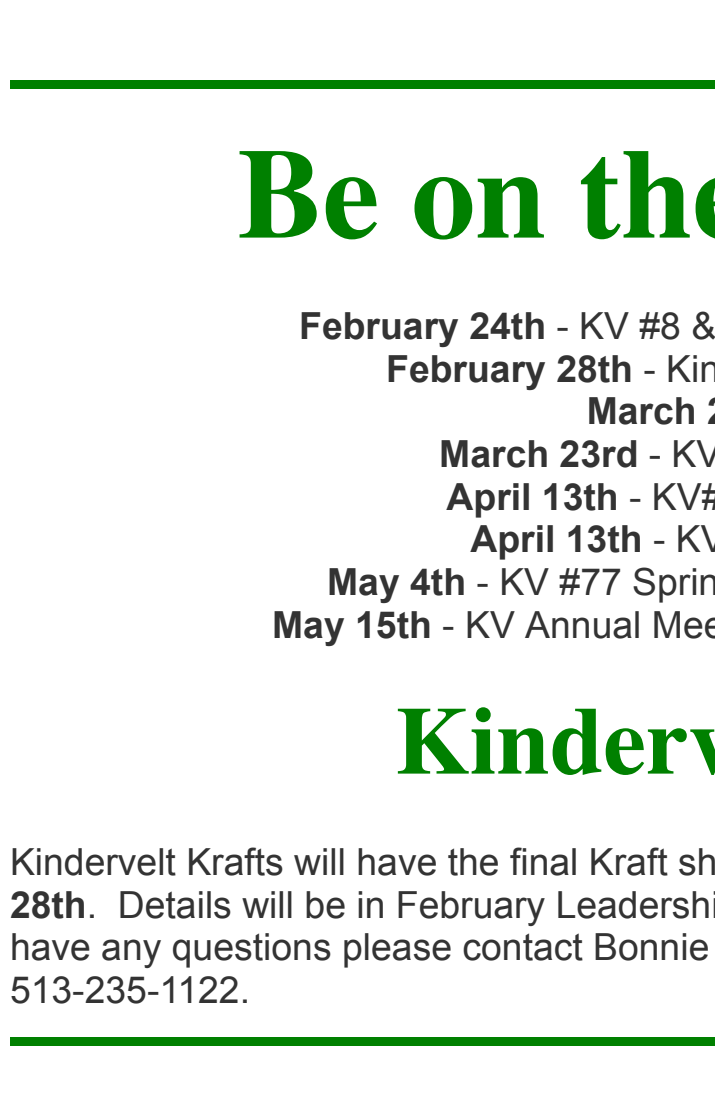 Be on the
February 24th - KV #8 &
February 28th - Kin
March 2
March 23rd - KV
April 13th - KV#
April 13th - KV
May 4th - KV #77 Sprin
May 15th - KV Annual Mee
Kinderv
Kindervelt Krafts will have the final Kraft sh
28th.  Details will be in February Leadershi
have any questions please contact Bonnie
513-235-1122.